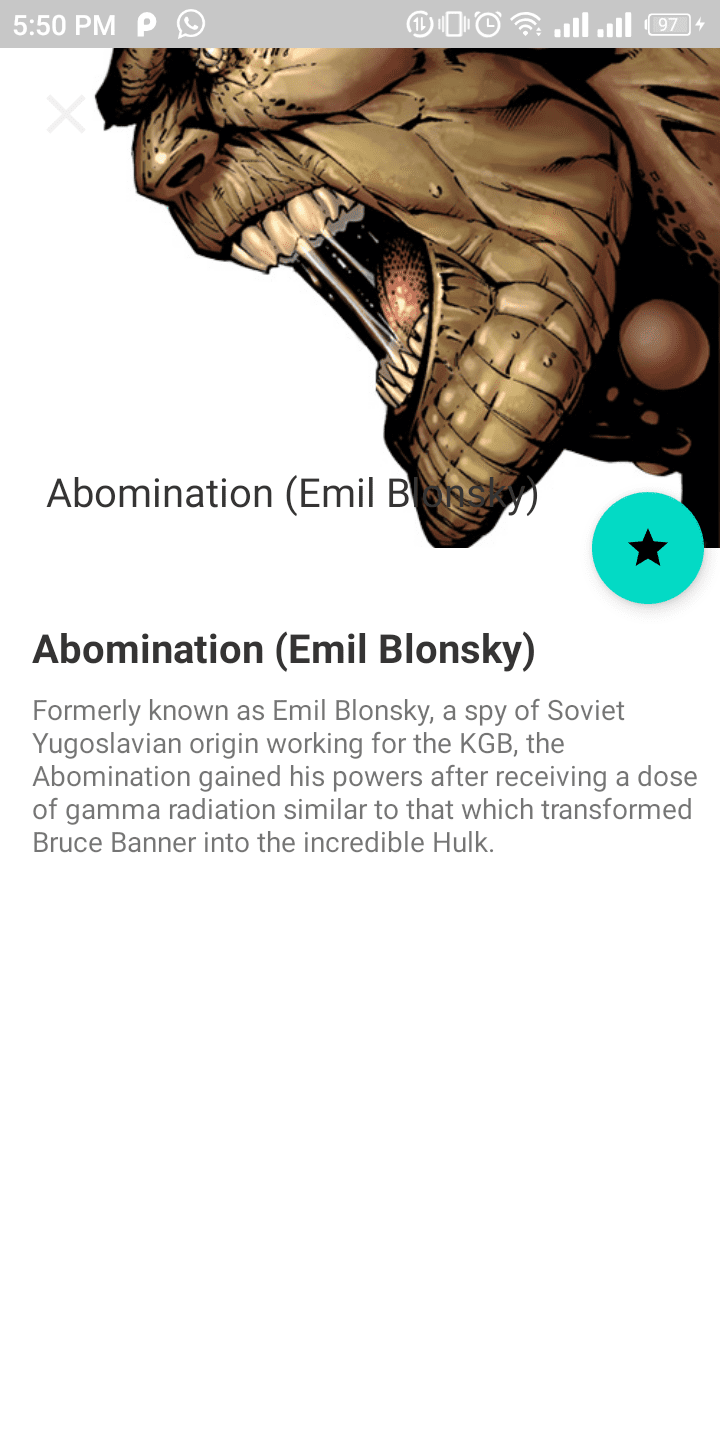 5:50 PM
97
Abomination (Emil Blonsky)
Abomination (Emil Blonsky)
Formerly known as Emil Blonsky, a spy of Soviet
Yugoslavian origin working for the KGB, the
Abomination gained his powers after receiving a dose
of gamma radiation similar to that which transformed
Bruce Banner into the incredible Hulk.